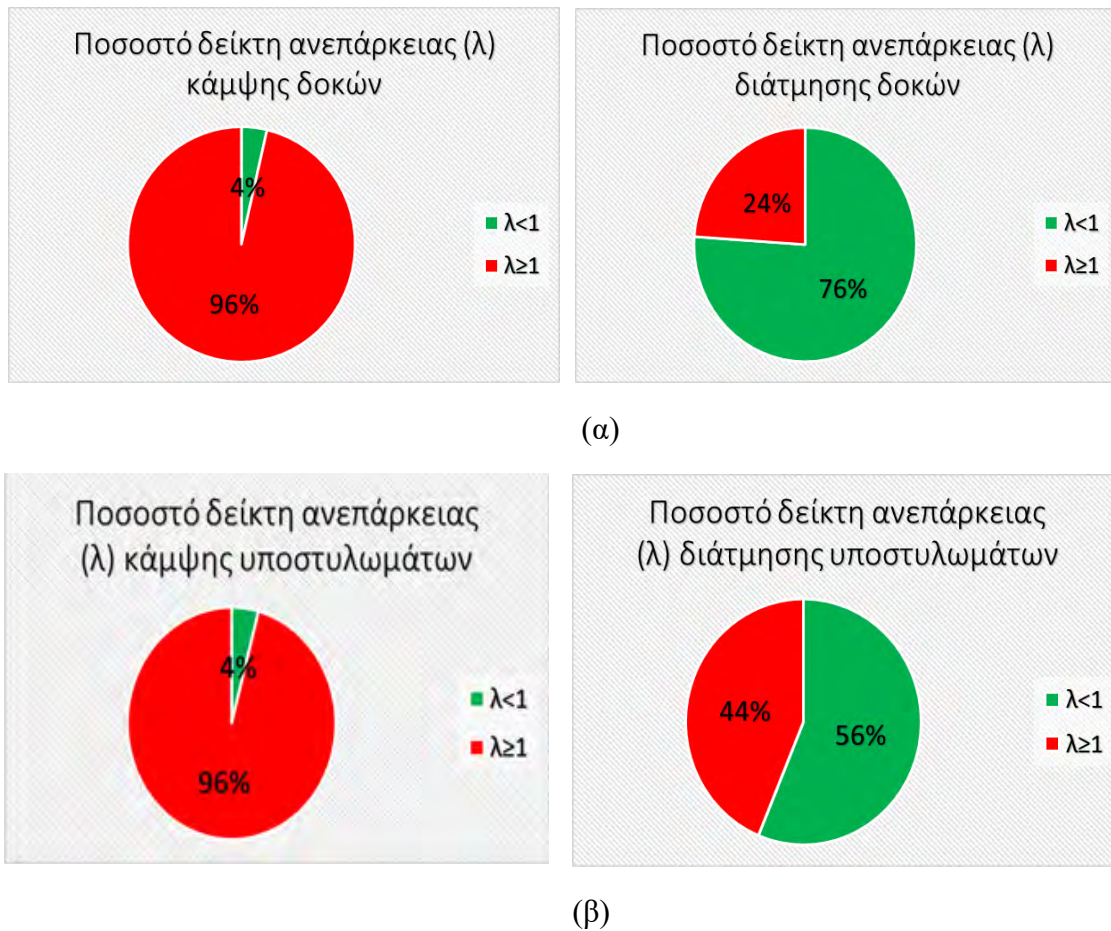 Ποσοστό δείκτη ανεπάρκειας (λ)
κάμψης δοκών
4%
96%
λ<1
λ≥1
Ποσοστό δείκτη ανεπάρκειας (λ)
διάτμησης δοκών
24%
76%
λ<1
λ≥1
(α)
Ποσοστό δείκτη ανεπάρκειας
(λ) κάμψης υποστυλωμάτων
4%
96%
λ<1
λ≥1
Ποσοστό δείκτη ανεπάρκειας
(λ) διάτμησης υποστυλωμάτων
44%
56%
λ<1
λ≥1
(β)